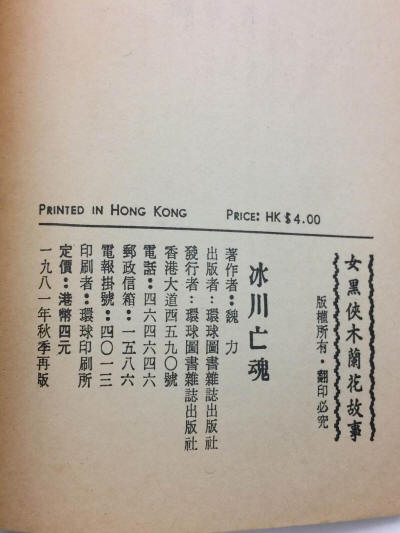 PRINTED IN HONG KONG PRICE: HK $4.00
女黑俠木蘭花故事
版權所有·翻印必究
冰川亡魂
著作者：魏力
出版者：環球圖書雜誌出版社
發行者：環球圖書雜誌出版社
香港大道西五九〇號
電話：四六四六四六
郵政信箱：一五八六
電報掛號：四〇一三
印刷者：環球印刷所
定價：港幣四元
一九八一年秋季再版